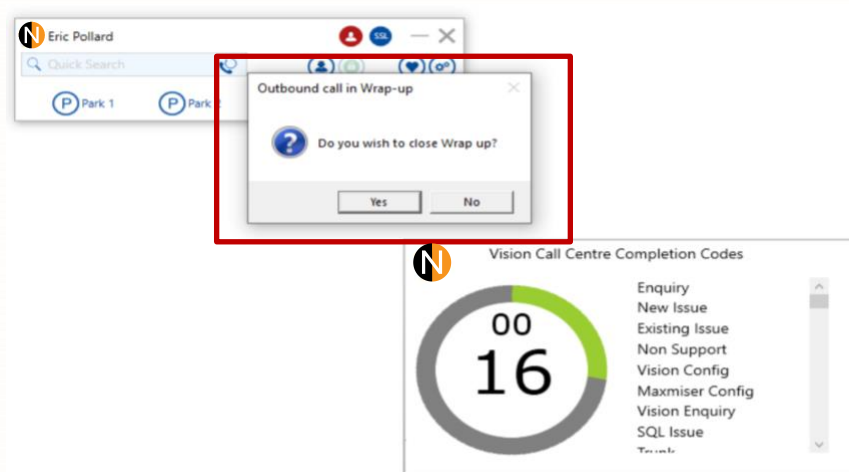 N Eric Pollard
SSL
Quick Search
P Park 1
P Park
Outbound call in Wrap-up
? Do you wish to close Wrap up?
Yes
No
N
Vision Call Centre Completion Codes
00
16
Enquiry
New Issue
Existing Issue
Non Support
Vision Config
Maxmiser Config
Vision Enquiry
SQL Issue
Trunk